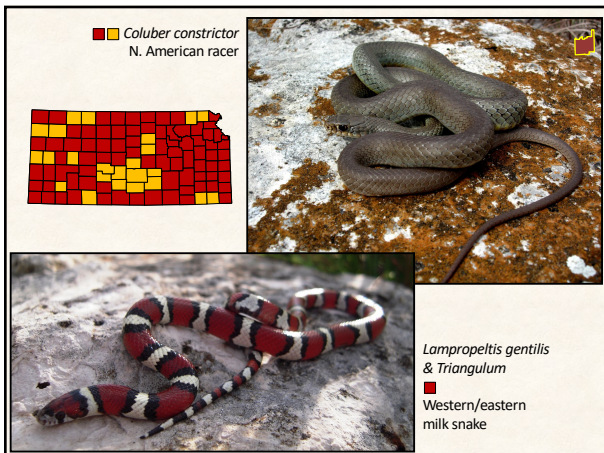 Coluber constrictor
N. American racer
Lampropeltis gentilis
& Triangulum
Western/eastern
milk snake